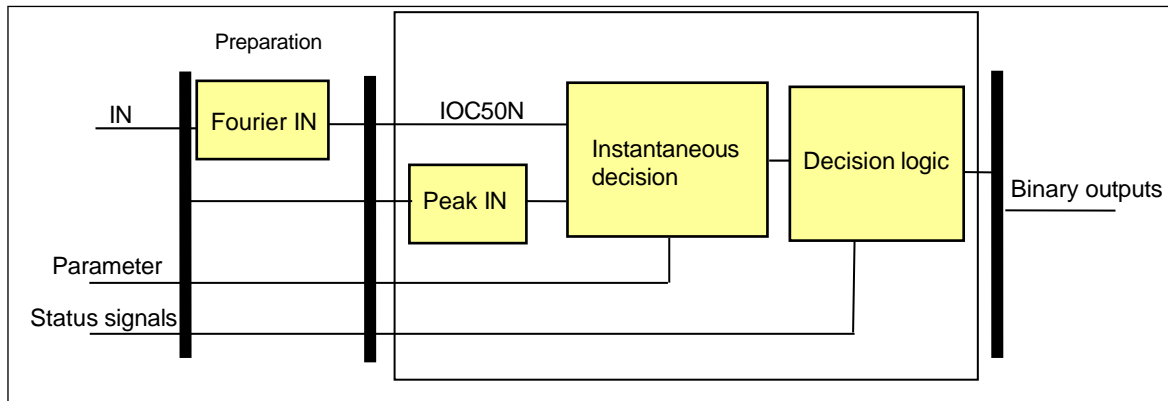 Preparation
IN
Fourier IN
IOC50N
Instantaneous
decision
Decision logic
Peak IN
Binary outputs
Parameter
Status signals